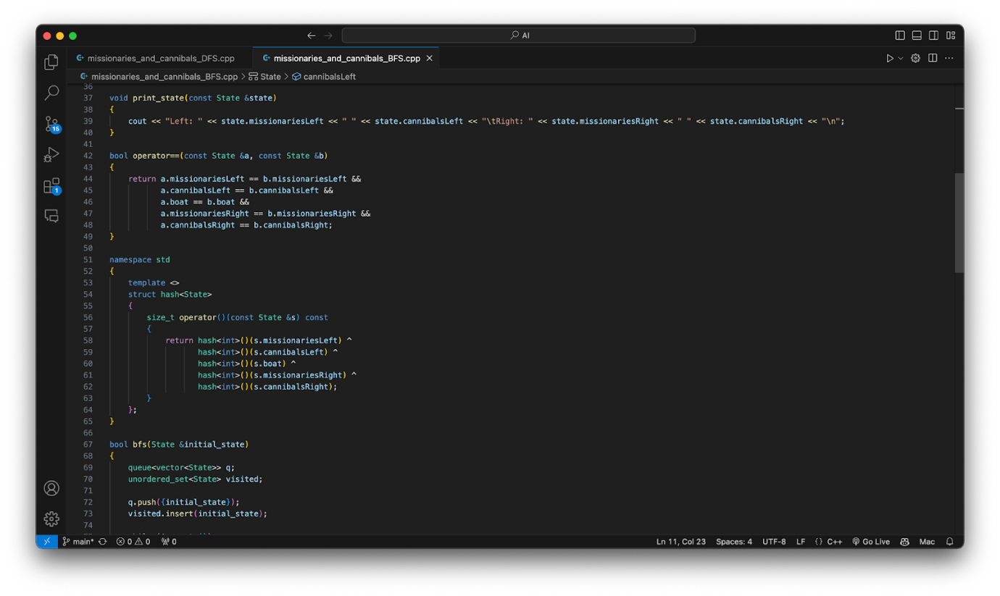 AI
missionaries_and_cannibals_DFS.cpp missionaries_and_cannibals_BFS.cpp
missionaries_and_cannibals_BFS.cpp > State > cannibalsLeft
36
37 void print_state(const State &state)
38 {
39 cout << "Left: " << state.missionariesLeft << " " << state.cannibalsLeft << "\tRight: " << state.missionariesRight << " " << state.cannibalsRight << "\n";
40 }
41
42 bool operator==(const State &a, const State &b)
43 {
44 return a.missionariesLeft == b.missionariesLeft &&
45 a.cannibalsLeft == b.cannibalsLeft &&
46 a.boat == b.boat &&
47 a.missionariesRight == b.missionariesRight &&
48 a.cannibalsRight == b.cannibalsRight;
49 }
50
51 namespace std
52 {
53 template <>
54 struct hash<State>
55 {
56 size_t operator()(const State &s) const
57 {
58 return hash<int>()(s.missionariesLeft) ^
59 hash<int>()(s.cannibalsLeft) ^
60 hash<int>()(s.boat) ^
61 hash<int>()(s.missionariesRight) ^
62 hash<int>()(s.cannibalsRight);
63 }
64 };
65 }
66
67 bool bfs(State &initial_state)
68 {
69 queue<vector<State>> q;
70 unordered_set<State> visited;
71
72 q.push({initial_state});
73 visited.insert(initial_state);
74
15
1
main* 0 0 0 Ln 11, Col 23 Spaces: 4 UTF-8 LF {} C++ Go Live Mac